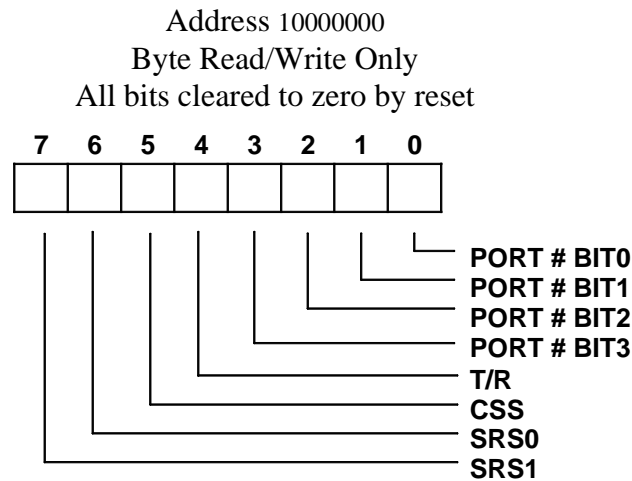 Address 10000000
Byte Read/Write Only
All bits cleared to zero by reset
7 6 5 4 3 2 1 0
PORT # BIT0
PORT # BIT1
PORT # BIT2
PORT # BIT3
T/R
CSS
SRS0
SRS1